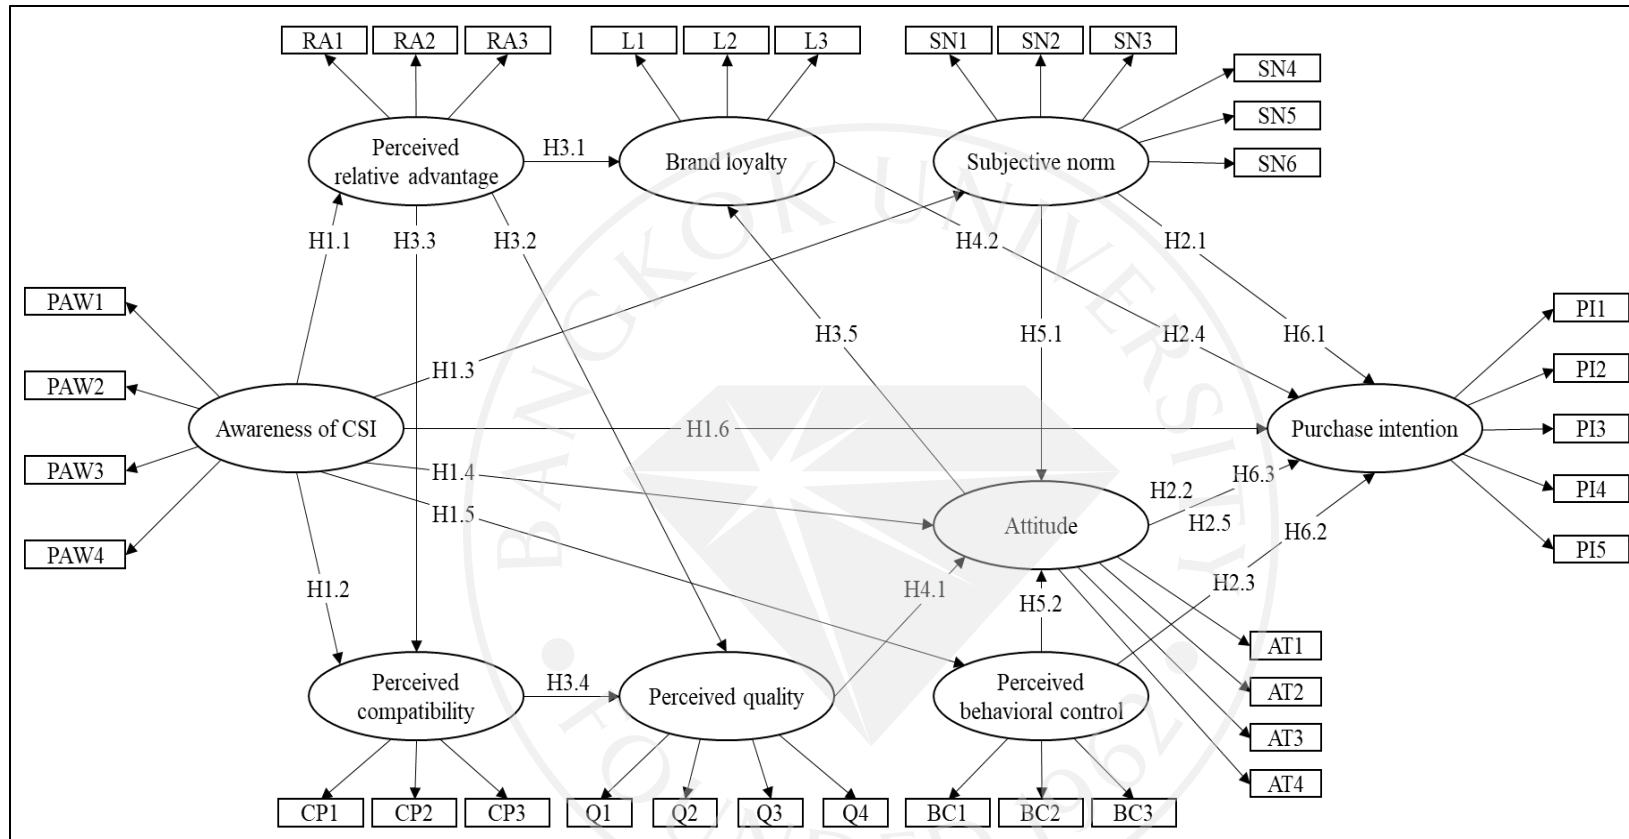 RA1 RA2 RA3 L1 L2 L3 SN1 SN2 SN3
SN4
SN5
SN6
Perceived
relative advantage
H3.1
Brand loyalty
Subjective norm
H1.1 H3.3 H3.2 H4.2 H2.1
PAW1
PI1
H3.5 H5.1 H2.4 H6.1
H1.3
PI2
PAW2
Awareness of CSI
H1.6
Purchase intention
PI3
PAW3
H1.4
H2.2 H6.3
PI4
H1.5
Attitude
H2.5 H6.2
PAW4
PI5
H1.2 H4.1 H5.2 H2.3
AT1
AT2
AT3
AT4
Perceived
compatibility
H3.4
Perceived quality
Perceived
behavioral control
CP1 CP2 CP3 Q1 Q2 Q3 Q4 BC1 BC2 BC3
BANGKOK UNIVERSITY
FOUNDED 1962